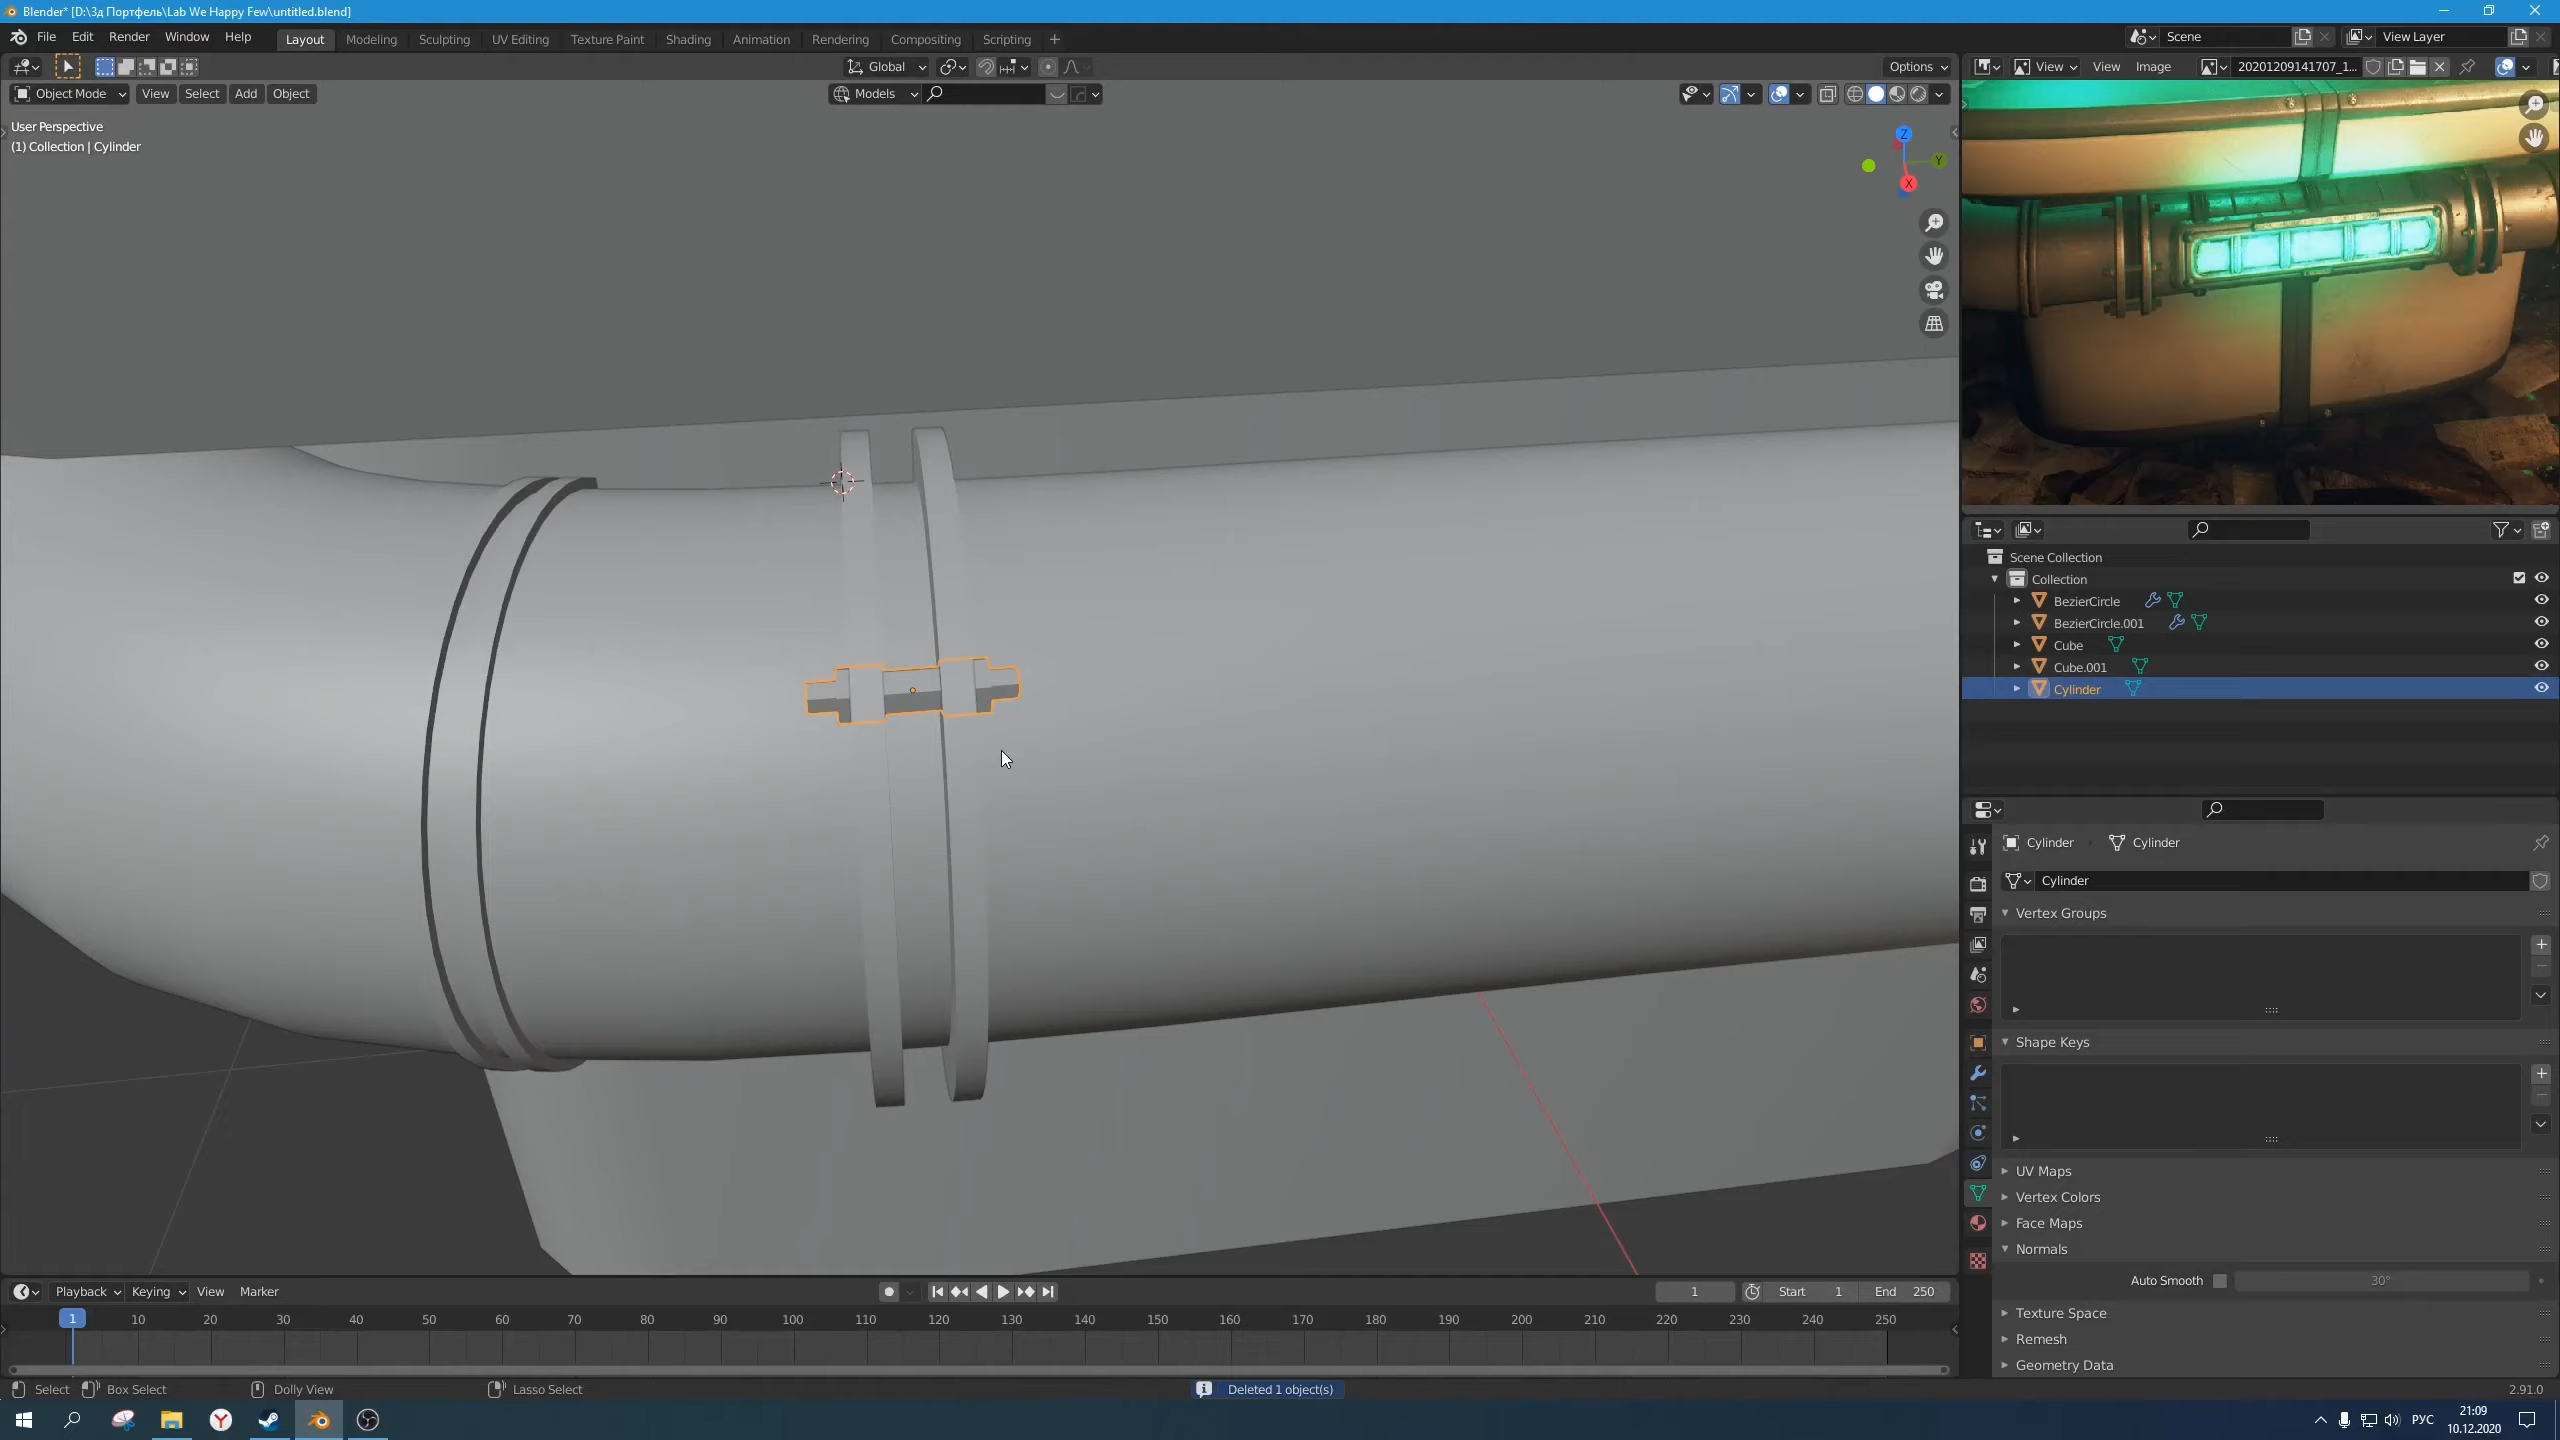 Blender* [D:\3д Портфель\Lab We Happy Few\untitled.blend]
File Edit Render Window Help Layout Modeling Sculpting UV Editing Texture Paint Shading Animation Rendering Compositing Scripting Scene View Layer
Global Options View View Image 20201209141707_1...
Object Mode View Select Add Object Models
User Perspective
(1) Collection | Cylinder
Z
Y
X
Scene Collection
Collection
BezierCircle
BezierCircle.001
Cube
Cube.001
Cylinder
Cylinder Cylinder
Cylinder
Vertex Groups
Shape Keys
UV Maps
Vertex Colors
Face Maps
Normals
Auto Smooth 30°
Texture Space
Remesh
Geometry Data
Playback Keying View Marker 1 Start 1 End 250
1 10 20 30 40 50 60 70 80 90 100 110 120 130 140 150 160 170 180 190 200 210 220 230 240 250
Select Box Select Dolly View Lasso Select Deleted 1 object(s) 2.91.0
РУС
21:09
10.12.2020